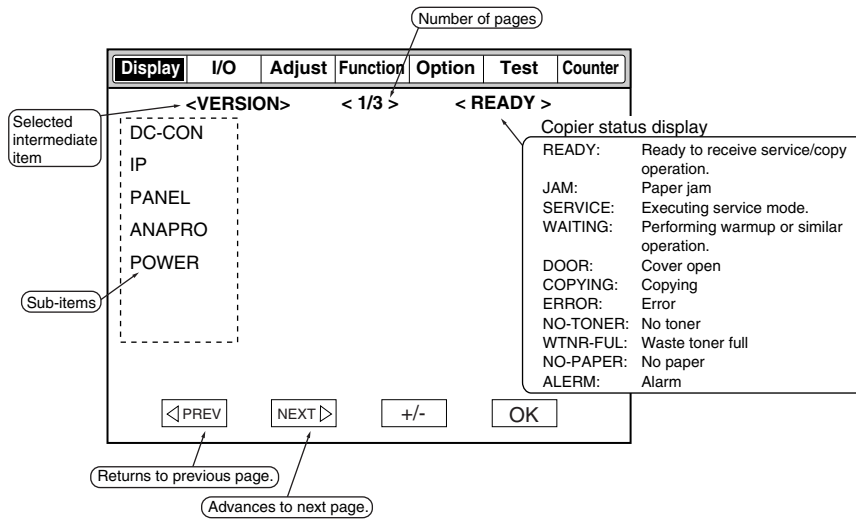 Number of pages
Display I/O Adjust Function Option Test Counter
<VERSION> < 1/3 > < READY >
Selected
intermediate
item
DC-CON
IP
PANEL
ANAPRO
POWER
Sub-items
Copier status display
READY: Ready to receive service/copy
operation.
JAM: Paper jam
SERVICE: Executing service mode.
WAITING: Performing warmup or similar
operation.
DOOR: Cover open
COPYING: Copying
ERROR: Error
NO-TONER: No toner
WTNR-FUL: Waste toner full
NO-PAPER: No paper
ALERM: Alarm
PREV NEXT +/- OK
Returns to previous page.
Advances to next page.